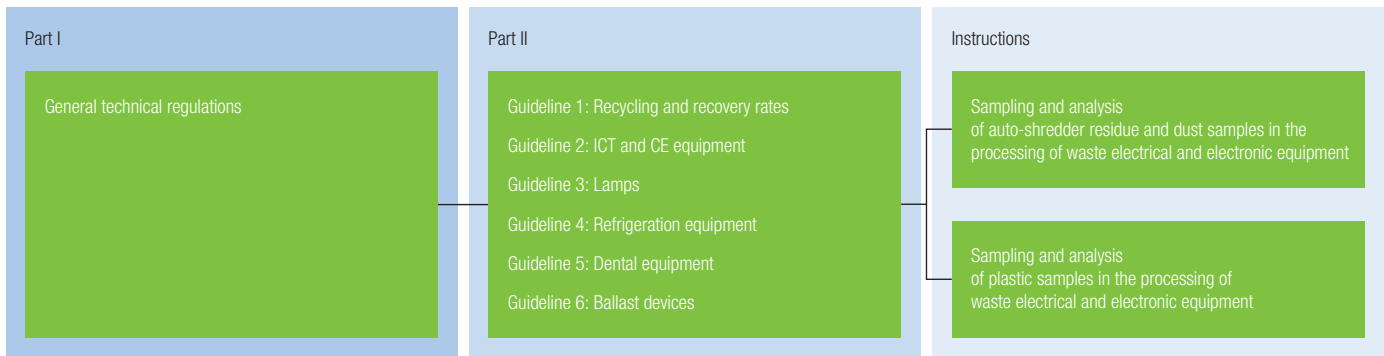 Part I
General technical regulations
Part II
Guideline 1: Recycling and recovery rates
Guideline 2: ICT and CE equipment
Guideline 3: Lamps
Guideline 4: Refrigeration equipment
Guideline 5: Dental equipment
Guideline 6: Ballast devices
Instructions
Sampling and analysis
of auto-shredder residue and dust samples in the
processing of waste electrical and electronic equipment
Sampling and analysis
of plastic samples in the processing of
waste electrical and electronic equipment